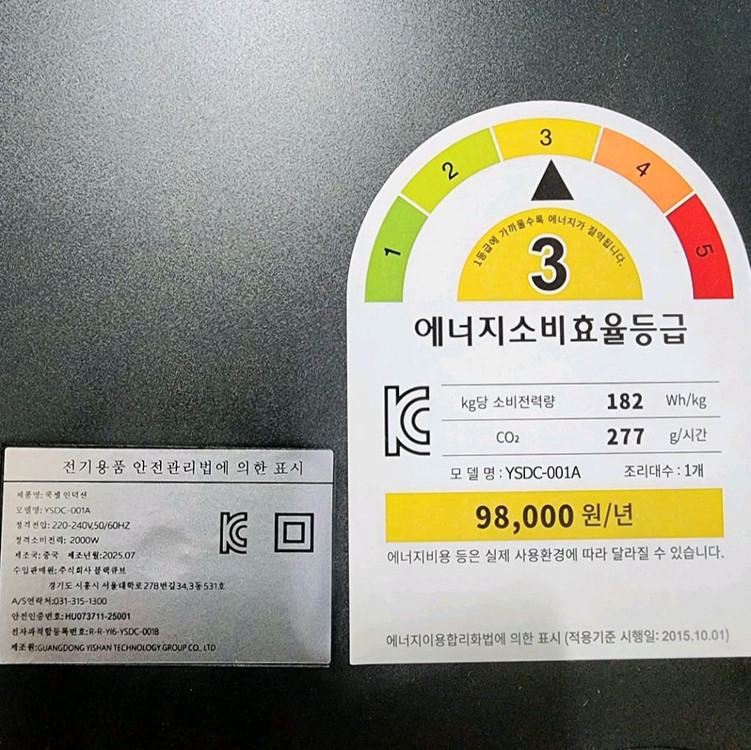 1
2
3
4
5
1등급에 가까울수록 에너지가 절약됩니다.
3
에너지소비효율등급
kg당 소비전력량 182 Wh/kg
CO₂ 277 g/시간
모델명 : YSDC-001A 조리대수 : 1개
98,000 원/년
에너지비용 등은 실제 사용환경에 따라 달라질 수 있습니다.
에너지이용합리화법에 의한 표시 (적용기준 시행일: 2015.10.01)
전기용품 안전관리법에 의한 표시
제품명: 쿡셀 인덕션
모델명: YSDC-001A
정격전압: 220-240V,50/60HZ
정격소비전력: 2000W
제조국: 중국 제조년월:2025.07
수입판매원: 주식회사 블랙큐브
경기도 시흥시 서울대학로278번길34,3동531호
A/S연락처:031-315-1300
안전인증번호: HU073711-25001
전자파적합등록번호: R-R-YI6-YSDC-001B
제조원:GUANGDONG YISHAN TECHNOLOGY GROUP CO., LTD